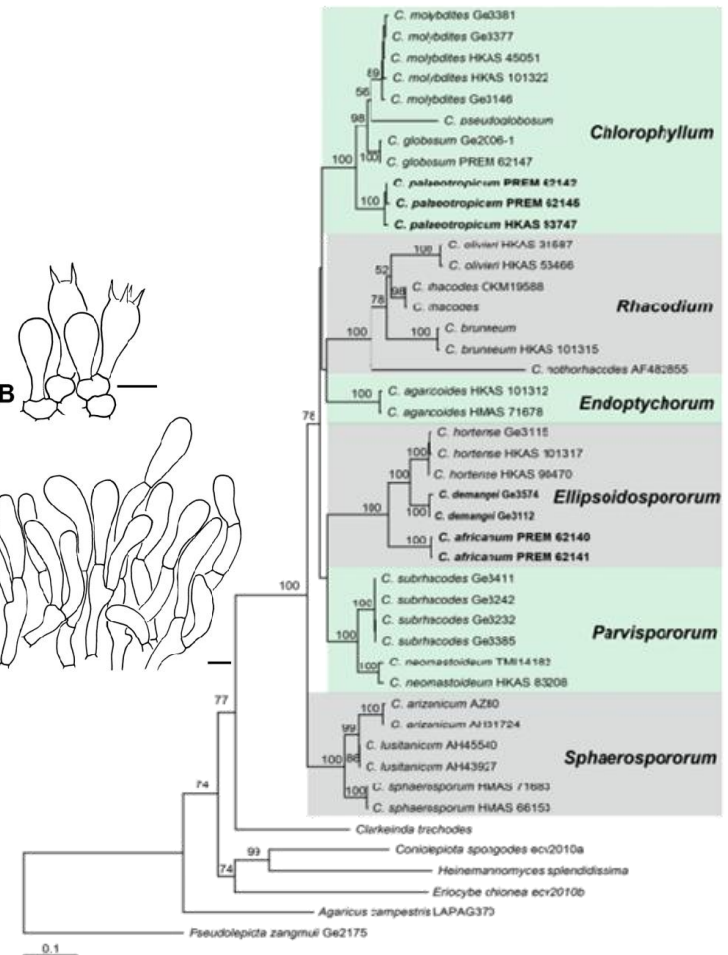 C. molybdites Ge3381
C. molybdites Ge3377
C. molybdites HKAS 45051
89
C. molybdites HKAS 101322
56
C. molybdites Ge3146
98
C. pseudoglobosum
Chlorophyllum
C. globosum Ge2006-1
100
100
C. globosum PREM 62147
C. palaeotropicum PREM 62142
100
C. palaeotropicum PREM 62145
C. palaeotropicum HKAS 53747
100
C. olivieri HKAS 31687
52
C. olivieri HKAS 53466
98
C. rhacodes CKM19588
78
C. rhacodes
Rhacodium
100
100
C. brunneum
C. brunneum HKAS 101315
C. nothorhacodes AF482855
B
100
C. agaricoides HKAS 101312
C. agaricoides HMAS 71678
Endoptychorum
78
C. hortense Ge3115
100
C. hortense HKAS 101317
100
C. hortense HKAS 90470
C. demangei Ge3574
Ellipsoidospororum
100
100
C. demangei Ge3112
100
C. africanum PREM 62140
C. africanum PREM 62141
100
C. subrhacodes Ge3411
100
C. subrhacodes Ge3242
C. subrhacodes Ge3232
100
C. subrhacodes Ge3385
Parvispororum
100
C. neomastoideum TMI14183
C. neomastoideum HKAS 83208
77
100
C. arizonicum AZ80
99
C. arizonicum AH31724
C. lusitanicum AH45540
100
86
C. lusitanicum AH43927
Sphaerospororum
74
100
C. sphaerosporum HMAS 71683
C. sphaerosporum HMAS 66153
Clarkeinda trachodes
99
Coniolepiota spongodes ecv2010a
74
Heinemannomyces splendidissima
Eriocybe chionea ecv2010b
Agaricus campestris LAPAG370
Pseudolepiota zangmuii Ge2175
0.1